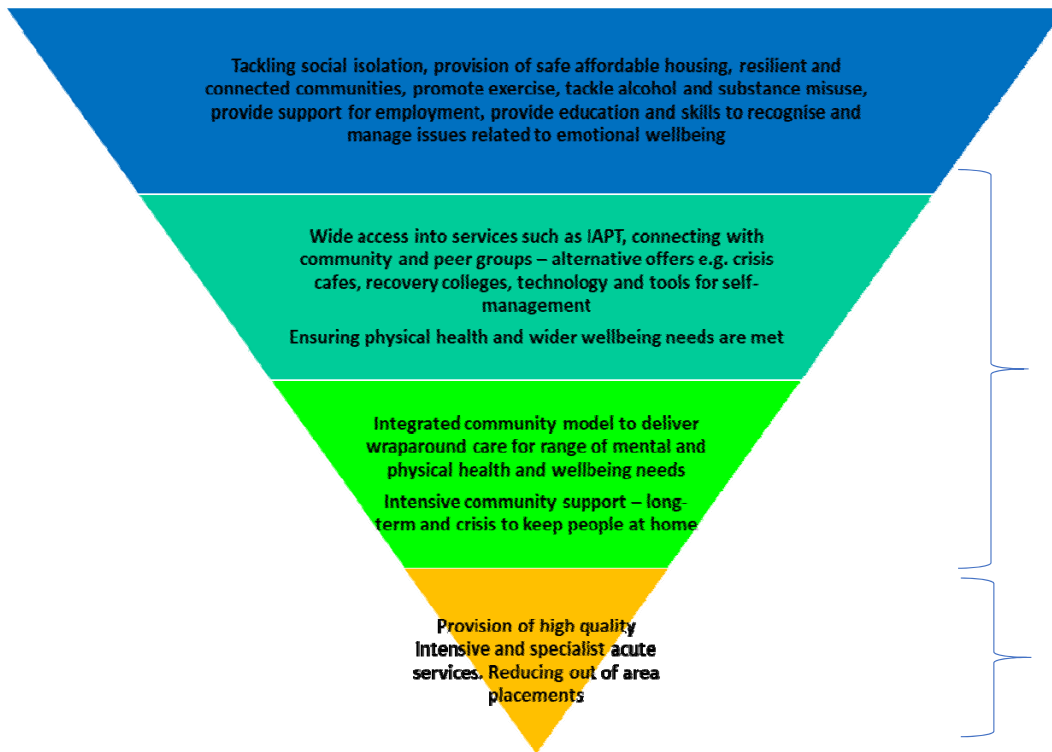 Tackling social isolation, provision of safe affordable housing, resilient and
connected communities, promote exercise, tackle alcohol and substance misuse,
provide support for employment, provide education and skills to recognise and
manage issues related to emotional wellbeing
Wide access into services such as IAPT, connecting with
community and peer groups – alternative offers e.g. crisis
cafes, recovery colleges, technology and tools for self-
management
Ensuring physical health and wider wellbeing needs are met
Integrated community model to deliver
wraparound care for range of mental and
physical health and wellbeing needs
Intensive community support – long-
term and crisis to keep people at home
Provision of high quality
Intensive and specialist acute
services. Reducing out of area
placements